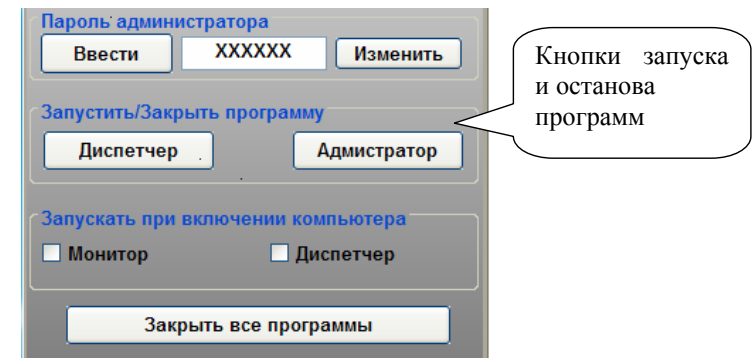 Пароль администратора
Ввести XXXXXX Изменить
Кнопки запуска
и останова
программ
Запустить/Закрыть программу
Диспетчер Адмистратор
Запускать при включении компьютера
Монитор Диспетчер
Закрыть все программы